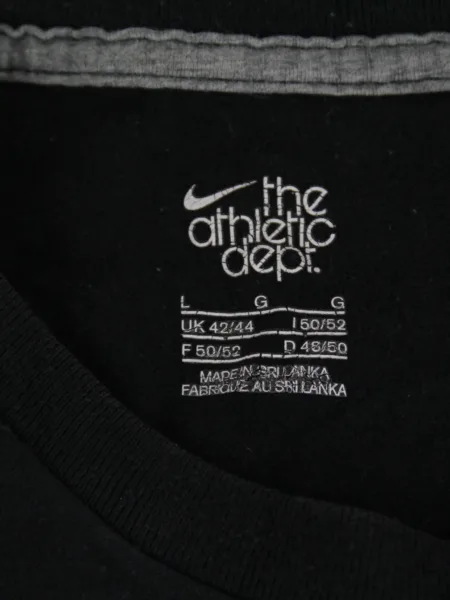 the
athletic
dept.
L G G
UK 42/44 I 50/52
F 50/52 D 48/50
MADE IN SRI LANKA
FABRIQUE AU SRI LANKA